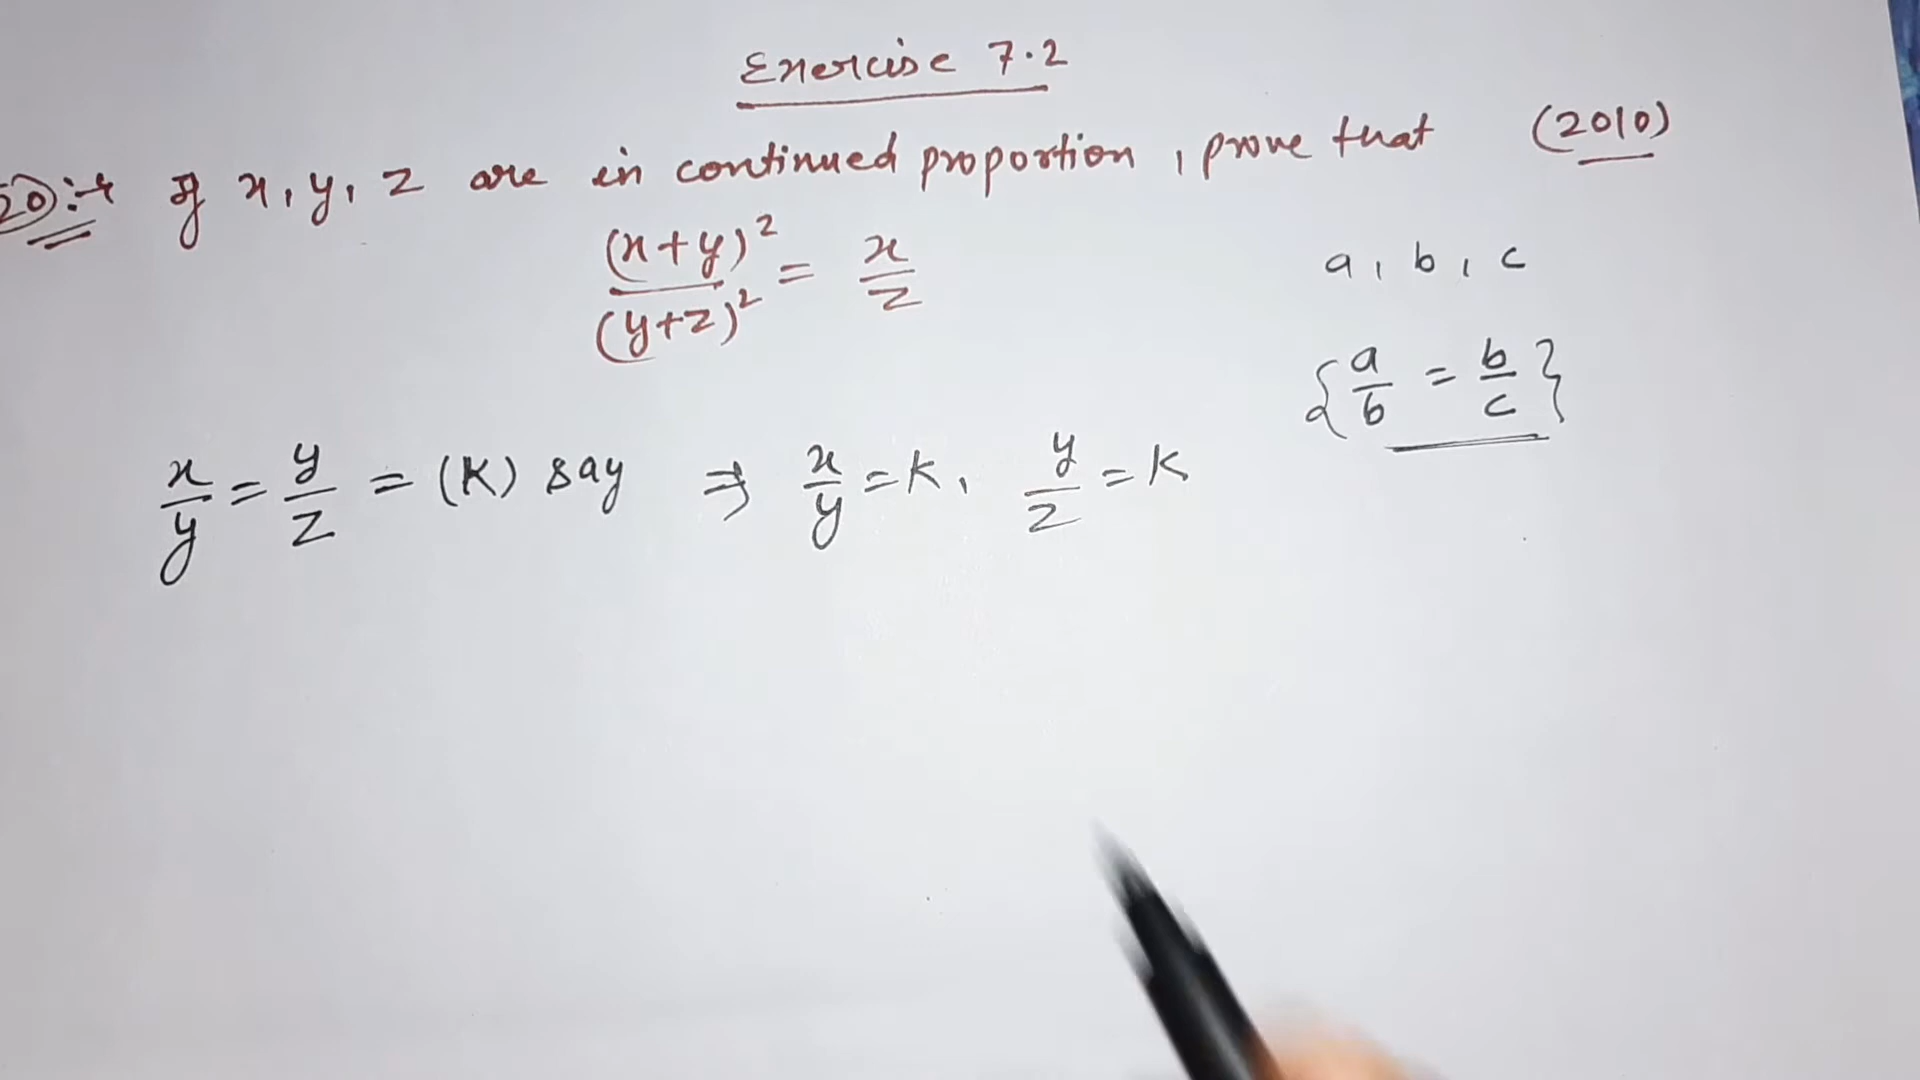 Exercise 7.2
20):→ If x, y, z are in continued proportion, prove that (2010)
(x+y)² / (y+z)² = x/z
a, b, c
{a/b = b/c}
x/y = y/z = (K) say ⇒ x/y = K, y/z = K